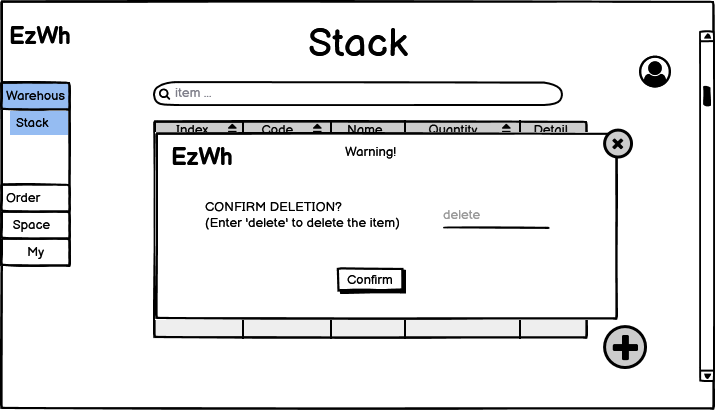 EzWh
Stack
Warehous
Stack
Order
Space
My
item ...
Index Code Name Quantity Detail
EzWh
Warning!
CONFIRM DELETION?
(Enter 'delete' to delete the item)
delete
Confirm